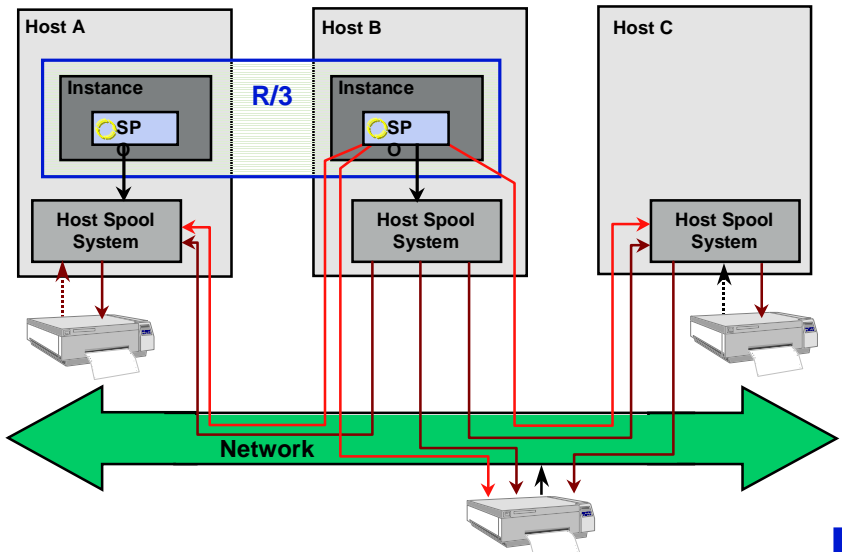 Host A
Host B
Host C
Instance
R/3
Instance
SP
O
SP
O
Host Spool
System
Host Spool
System
Host Spool
System
Network